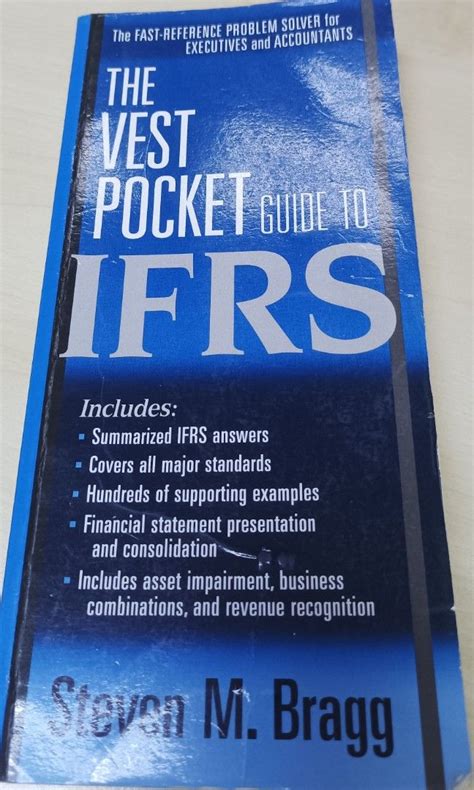 The FAST-REFERENCE PROBLEM SOLVER for
EXECUTIVES and ACCOUNTANTS
THE
VEST
POCKET GUIDE TO
IFRS
Includes:
▪ Summarized IFRS answers
▪ Covers all major standards
▪ Hundreds of supporting examples
▪ Financial statement presentation
and consolidation
▪ Includes asset impairment, business
combinations, and revenue recognition
Steven M. Bragg